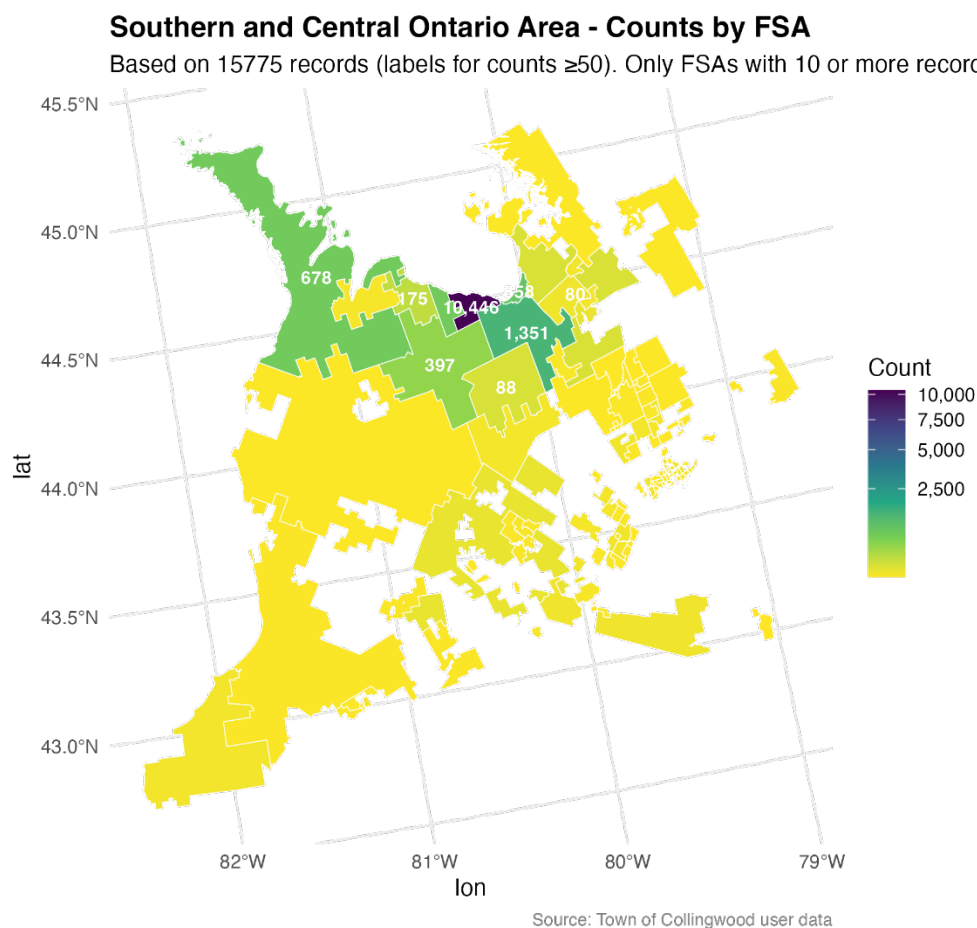 Southern and Central Ontario Area - Counts by FSA
Based on 15775 records (labels for counts ≥50). Only FSAs with 10 or more recor
45.5°N
45.0°N
44.5°N
44.0°N
43.5°N
43.0°N
lat
678
175
10,446
58
80
1,351
397
88
Count
10,000
7,500
5,000
2,500
82°W
81°W
80°W
79°W
lon
Source: Town of Collingwood user data